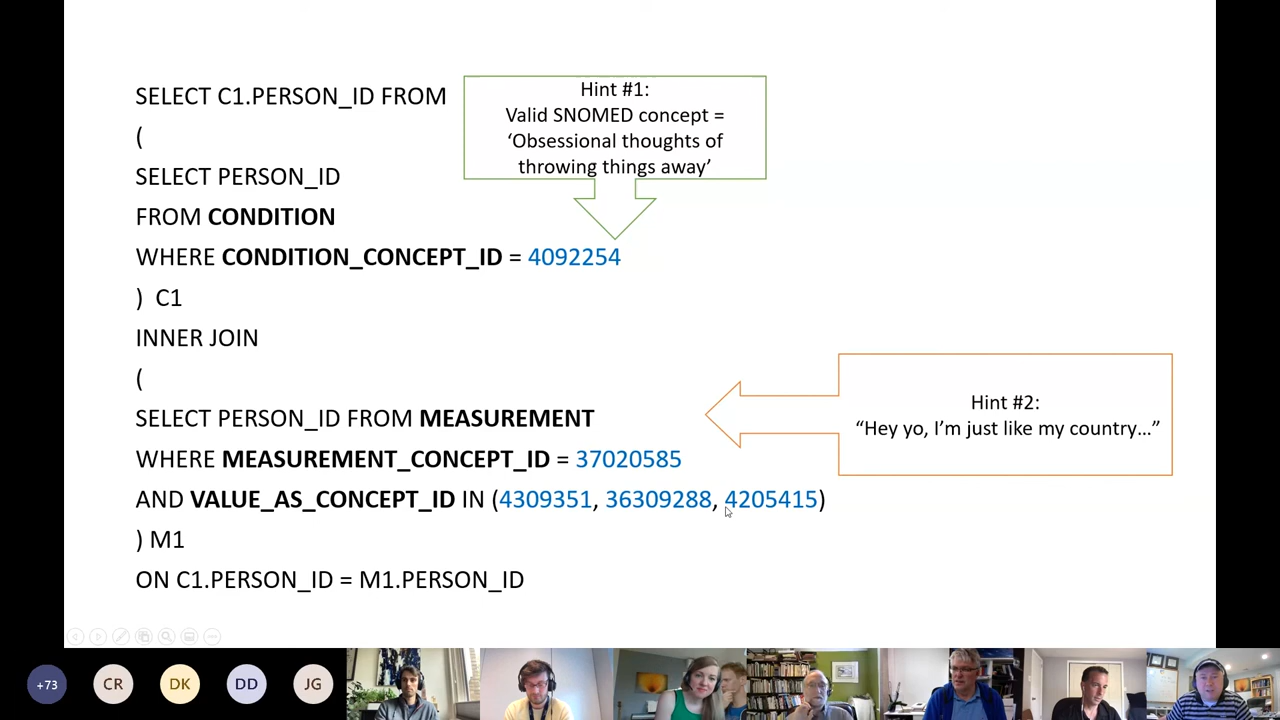 SELECT C1.PERSON_ID FROM
(
SELECT PERSON_ID
FROM CONDITION
WHERE CONDITION_CONCEPT_ID = 4092254
) C1
INNER JOIN
(
SELECT PERSON_ID FROM MEASUREMENT
WHERE MEASUREMENT_CONCEPT_ID = 37020585
AND VALUE_AS_CONCEPT_ID IN (4309351, 36309288, 4205415)
) M1
ON C1.PERSON_ID = M1.PERSON_ID
Hint #1:
Valid SNOMED concept =
‘Obsessional thoughts of
throwing things away’
Hint #2:
“Hey yo, I’m just like my country…”
+73
CR
DK
DD
JG